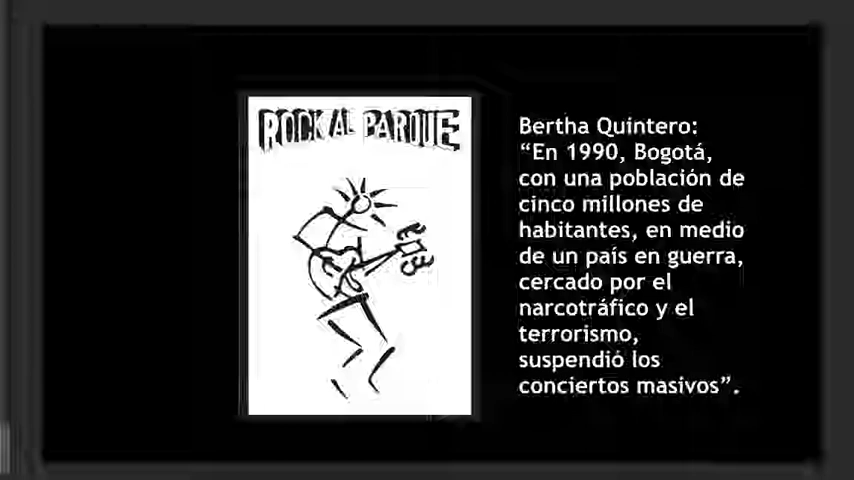 ROCK AL PARQUE
Bertha Quintero:
“En 1990, Bogotá,
con una población de
cinco millones de
habitantes, en medio
de un país en guerra,
cercado por el
narcotráfico y el
terrorismo,
suspendió los
conciertos masivos”.